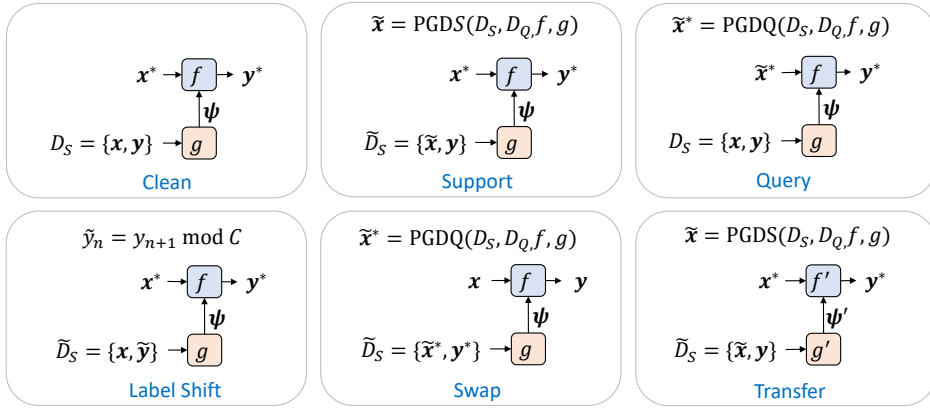 x* f y*
ψ
D_S = {x, y} g
Clean
x̃ = PGDS(D_S, D_Q, f, g)
x* f y*
ψ
D̃_S = {x̃, y} g
Support
x̃* = PGDQ(D_S, D_Q, f, g)
x̃* f y*
ψ
D_S = {x, y} g
Query
ỹ_n = y_{n+1} mod C
x* f y*
ψ
D̃_S = {x, ỹ} g
Label Shift
x̃* = PGDQ(D_S, D_Q, f, g)
x f y
ψ
D̃_S = {x̃*, y*} g
Swap
x̃ = PGDS(D_S, D_Q, f, g)
x* f′ y*
ψ′
D̃_S = {x̃, y} g′
Transfer